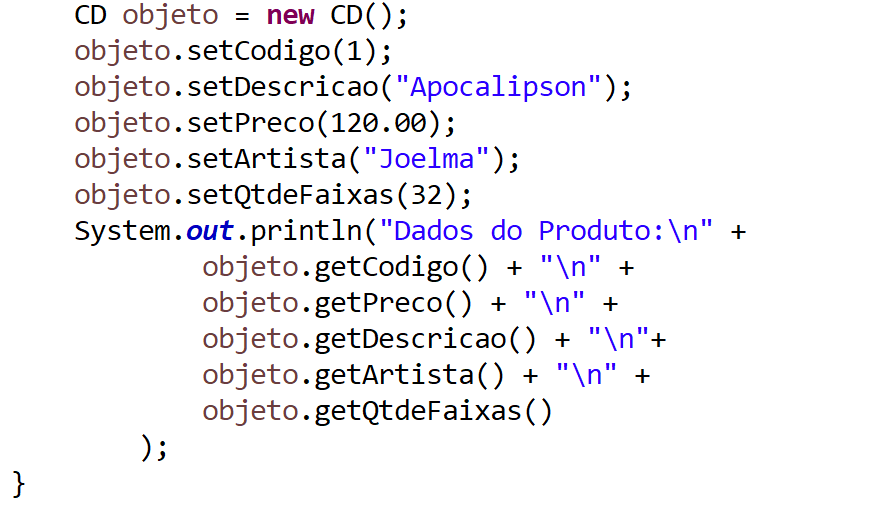 CD objeto = new CD();
objeto.setCodigo(1);
objeto.setDescricao("Apocalipson");
objeto.setPreco(120.00);
objeto.setArtista("Joelma");
objeto.setQtdeFaixas(32);
System.out.println("Dados do Produto:\n" +
objeto.getCodigo() + "\n" +
objeto.getPreco() + "\n" +
objeto.getDescricao() + "\n"+
objeto.getArtista() + "\n" +
objeto.getQtdeFaixas()
);
}